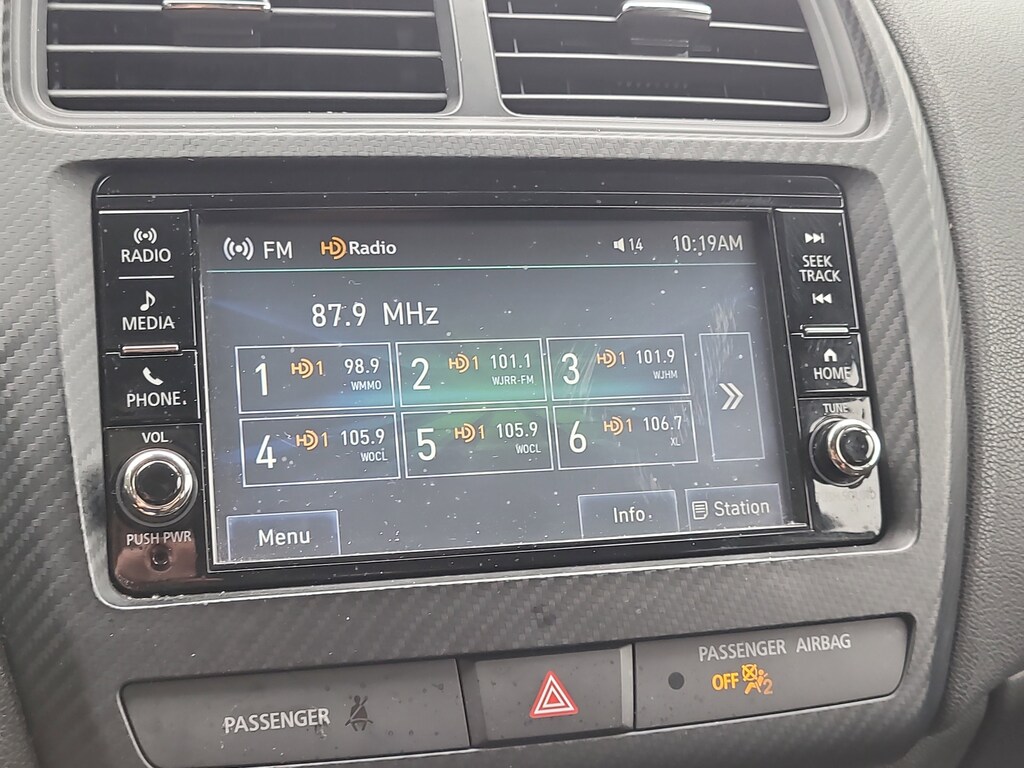 RADIO
MEDIA
PHONE
VOL
PUSH PWR
FM HD Radio 14 10:19AM
87.9 MHz
1 HD1 98.9
WMMO
2 HD1 101.1
WJRR-FM
3 HD1 101.9
WJHM
4 HD1 105.9
WOCL
5 HD1 105.9
WOCL
6 HD1 106.7
XL
Menu
Info
Station
SEEK
TRACK
HOME
TUNE
PASSENGER
PASSENGER AIRBAG
OFF 2